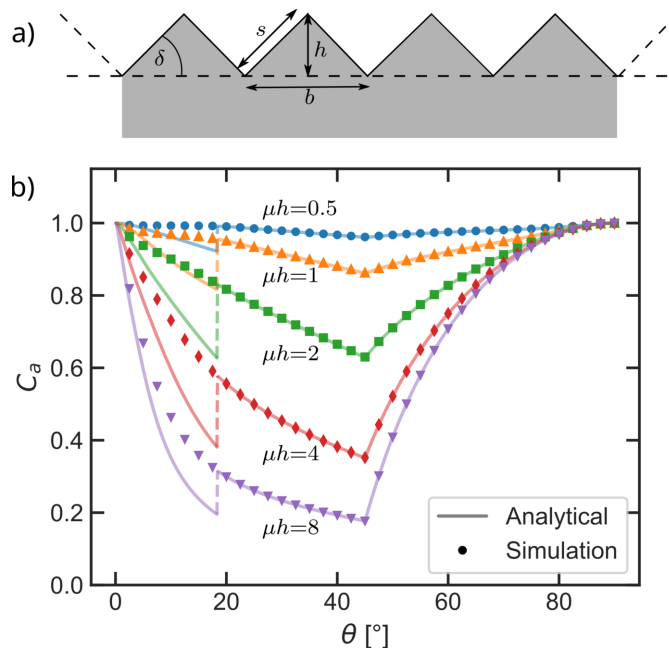 a)
s
h
δ
b
b)
1.0
0.8
0.6
0.4
0.2
0.0
C_a
μh=0.5
μh=1
μh=2
μh=4
μh=8
Analytical
Simulation
0 20 40 60 80
θ [°]